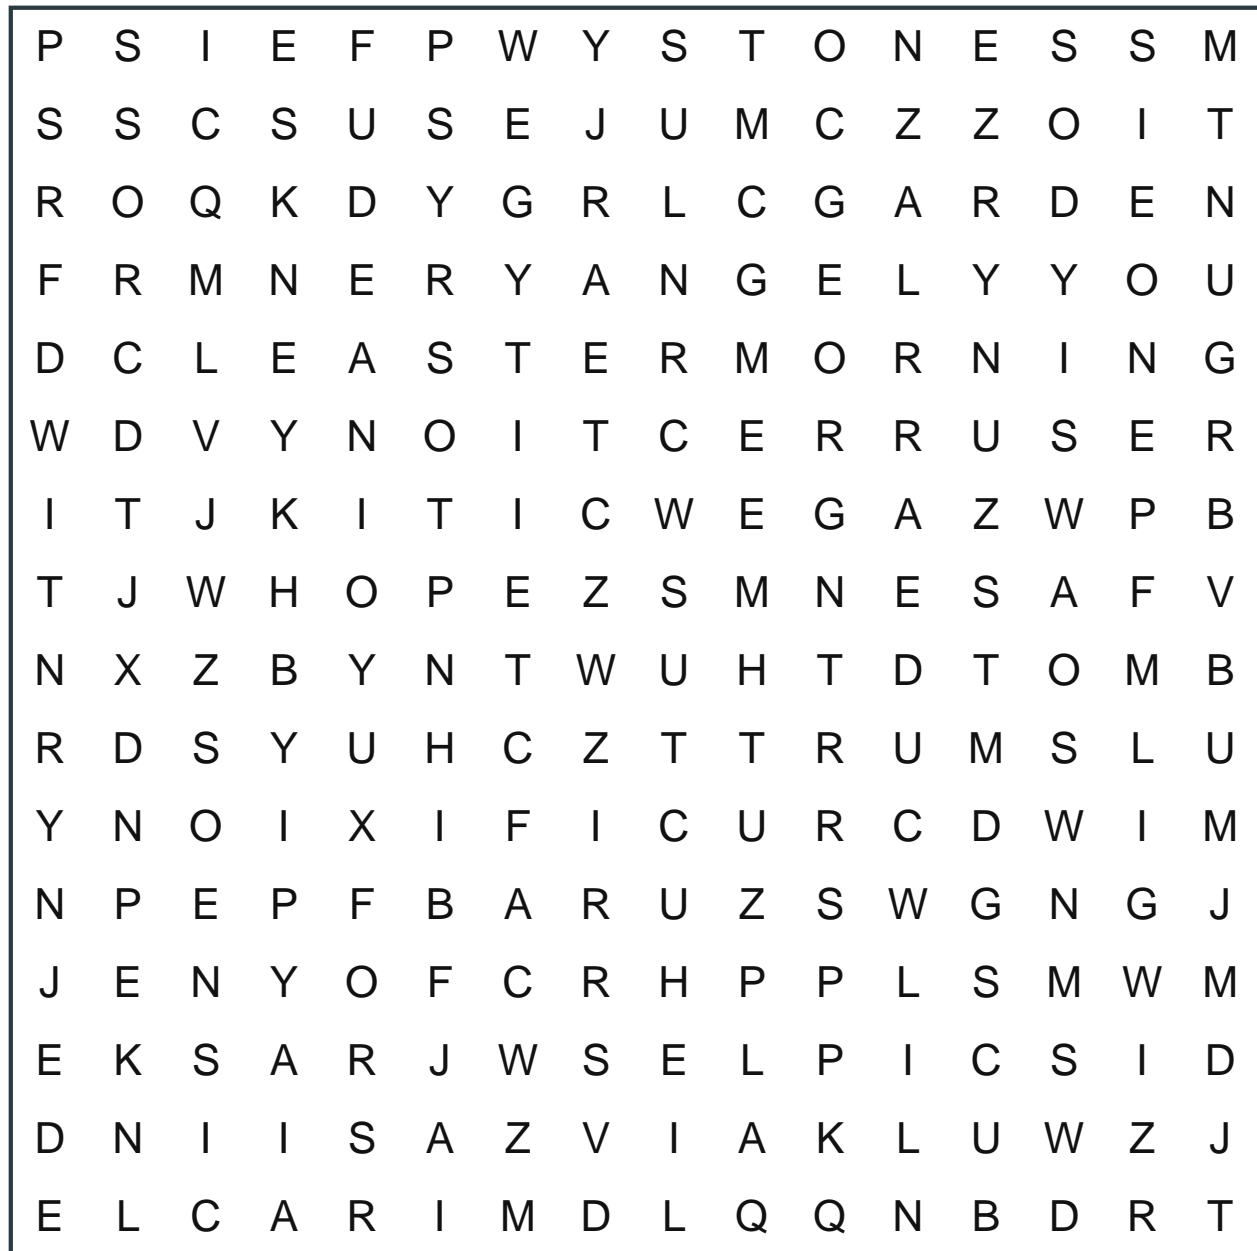 P S I E F P W Y S T O N E S S M
S S C S U S E J U M C Z Z O I T
R O Q K D Y G R L C G A R D E N
F R M N E R Y A N G E L Y Y O U
D C L E A S T E R M O R N I N G
W D V Y N O I T C E R R U S E R
I T J K I T I C W E G A Z W P B
T J W H O P E Z S M N E S A F V
N X Z B Y N T W U H T D T O M B
R D S Y U H C Z T T R U M S L U
Y N O I X I F I C U R C D W I M
N P E P F B A R U Z S W G N G J
J E N Y O F C R H P P L S M W M
E K S A R J W S E L P I C S I D
D N I I S A Z V I A K L U W Z J
E L C A R I M D L Q Q N B D R T